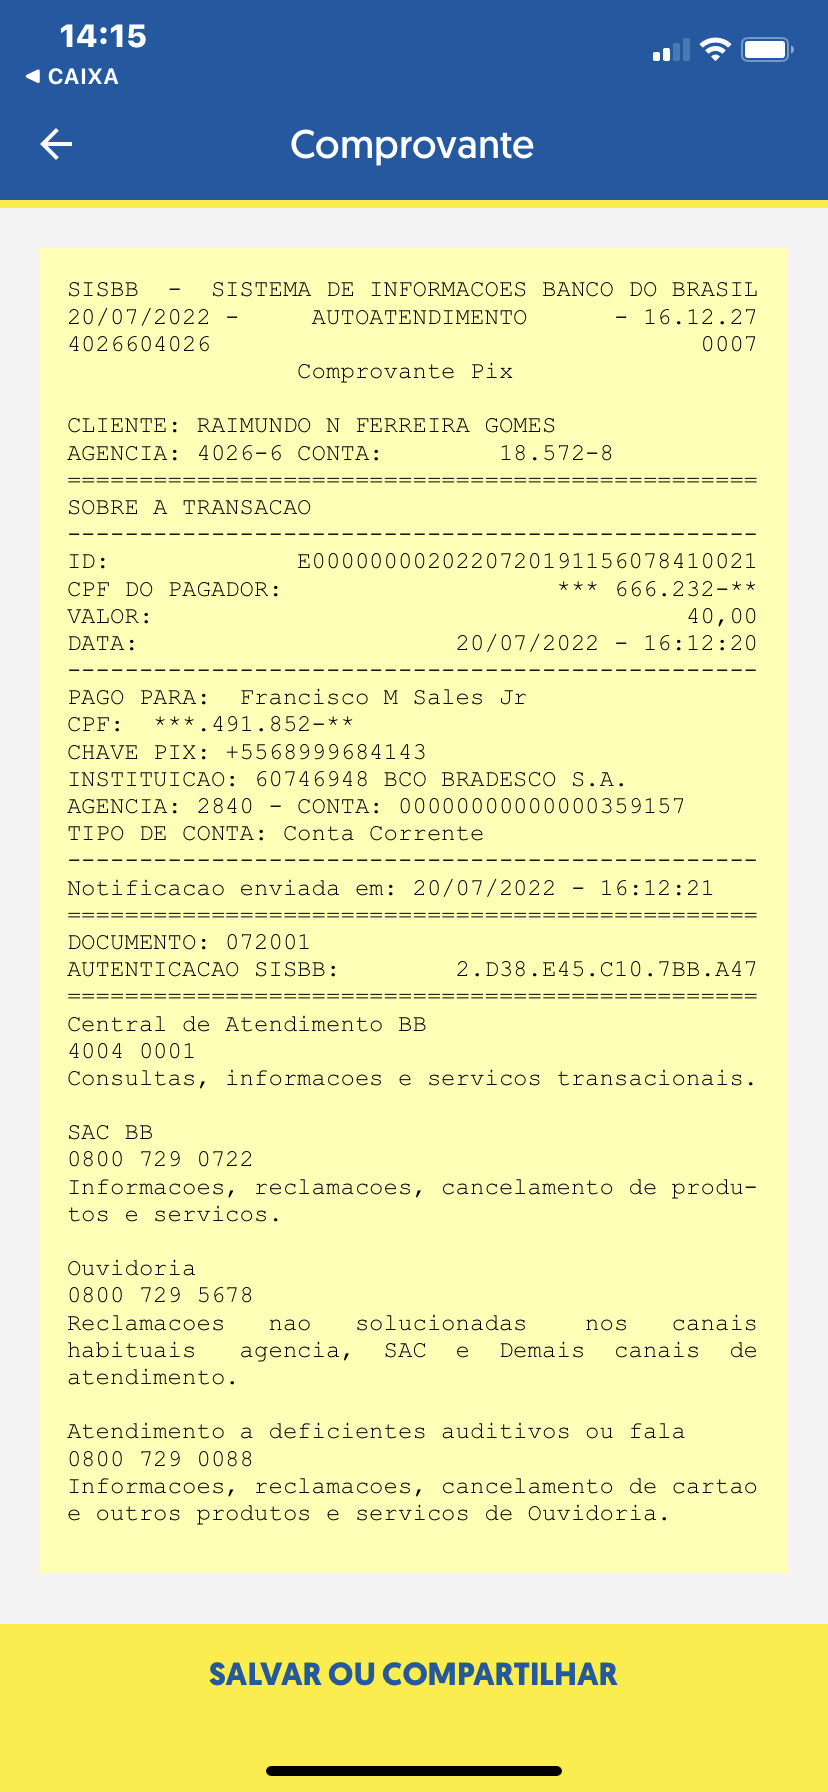 14:15
◀ CAIXA
Comprovante
SISBB - SISTEMA DE INFORMACOES BANCO DO BRASIL
20/07/2022 - AUTOATENDIMENTO - 16.12.27
4026604026 0007
Comprovante Pix
CLIENTE: RAIMUNDO N FERREIRA GOMES
AGENCIA: 4026-6 CONTA: 18.572-8
================================================
SOBRE A TRANSACAO
------------------------------------------------
ID: E0000000020220720191156078410021
CPF DO PAGADOR: *** 666.232-**
VALOR: 40,00
DATA: 20/07/2022 - 16:12:20
------------------------------------------------
PAGO PARA: Francisco M Sales Jr
CPF: ***.491.852-**
CHAVE PIX: +5568999684143
INSTITUICAO: 60746948 BCO BRADESCO S.A.
AGENCIA: 2840 - CONTA: 00000000000000359157
TIPO DE CONTA: Conta Corrente
------------------------------------------------
Notificacao enviada em: 20/07/2022 - 16:12:21
================================================
DOCUMENTO: 072001
AUTENTICACAO SISBB: 2.D38.E45.C10.7BB.A47
================================================
Central de Atendimento BB
4004 0001
Consultas, informacoes e servicos transacionais.
SAC BB
0800 729 0722
Informacoes, reclamacoes, cancelamento de produ-
tos e servicos.
Ouvidoria
0800 729 5678
Reclamacoes nao solucionadas nos canais
habituais agencia, SAC e Demais canais de
atendimento.
Atendimento a deficientes auditivos ou fala
0800 729 0088
Informacoes, reclamacoes, cancelamento de cartao
e outros produtos e servicos de Ouvidoria.
SALVAR OU COMPARTILHAR